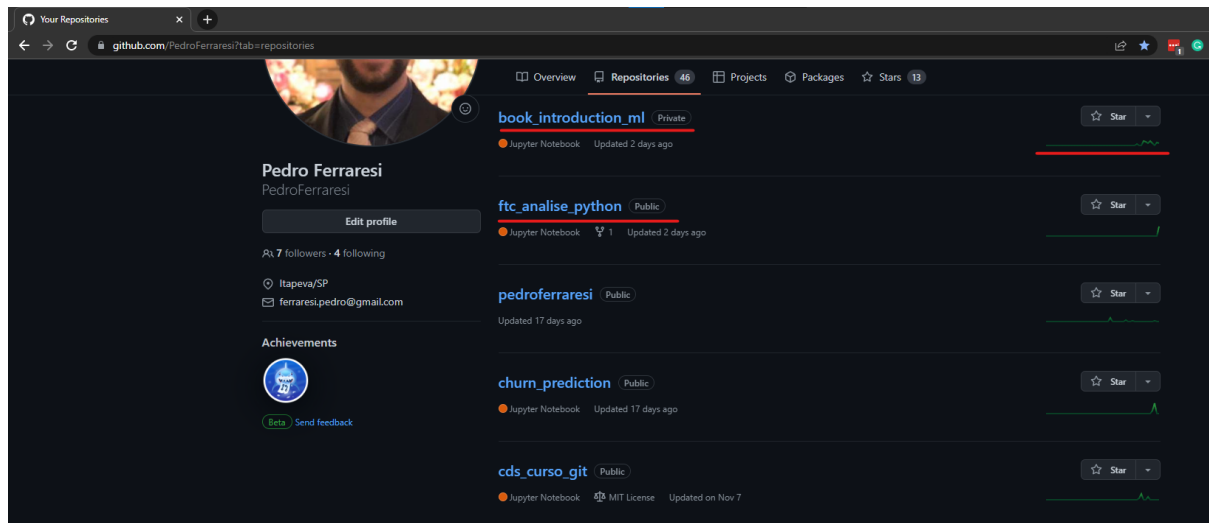 Your Repositories
github.com/PedroFerraresi?tab=repositories
1
Overview Repositories 46 Projects Packages Stars 13
book_introduction_ml Private Star
Jupyter Notebook Updated 2 days ago
Pedro Ferraresi
PedroFerraresi
ftc_analise_python Public Star
Edit profile
Jupyter Notebook 1 Updated 2 days ago
7 followers · 4 following
Itapeva/SP
pedroferraresi Public Star
ferraresi.pedro@gmail.com
Updated 17 days ago
Achievements
churn_prediction Public Star
Jupyter Notebook Updated 17 days ago
Beta Send feedback
cds_curso_git Public Star
Jupyter Notebook MIT License Updated on Nov 7